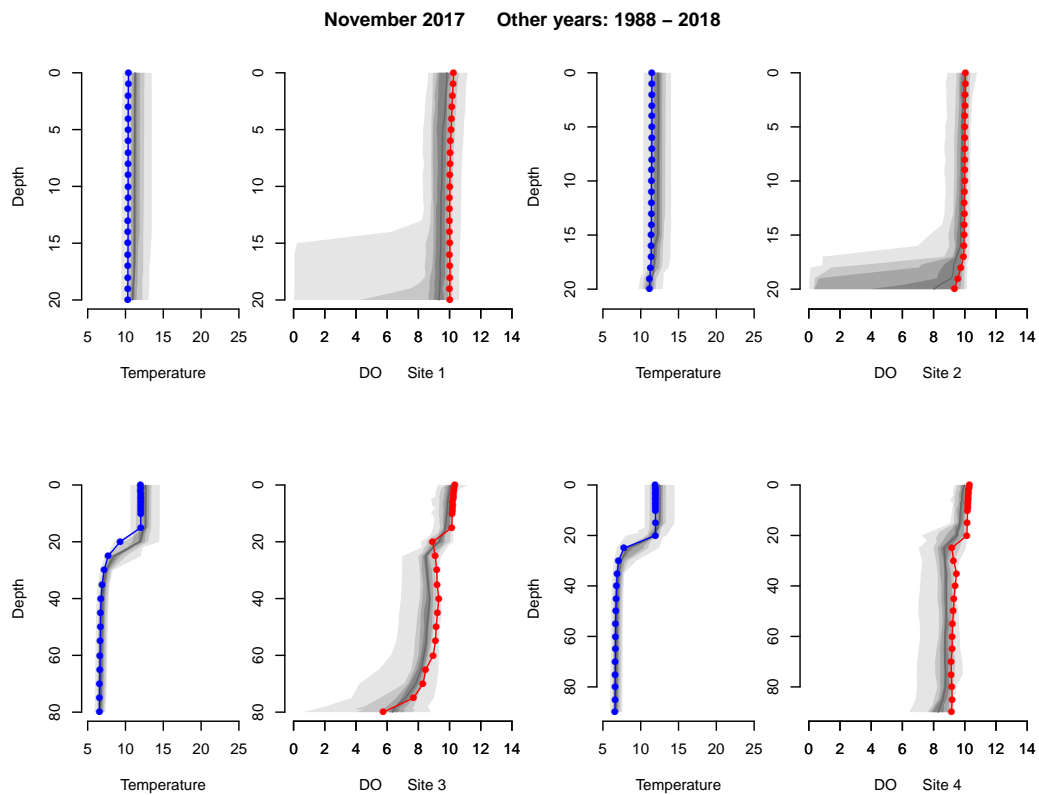 November 2017 Other years: 1988 – 2018
0 5 10 15 20
Depth
5 10 15 20 25
Temperature
0 5 10 15 20
0 2 4 6 8 10 12 14
DO Site 1
0 5 10 15 20
Depth
5 10 15 20 25
Temperature
0 5 10 15 20
0 2 4 6 8 10 12 14
DO Site 2
0 20 40 60 80
Depth
5 10 15 20 25
Temperature
0 20 40 60 80
0 2 4 6 8 10 12 14
DO Site 3
0 20 40 60 80
Depth
5 10 15 20 25
Temperature
0 20 40 60 80
0 2 4 6 8 10 12 14
DO Site 4